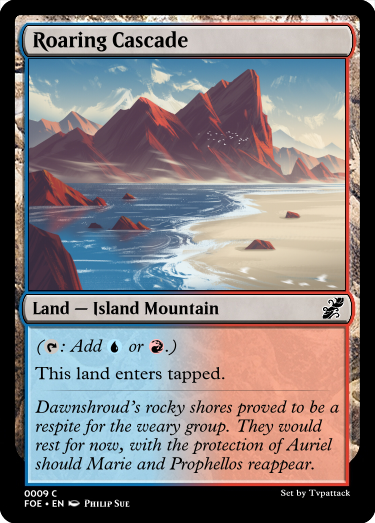 Roaring Cascade
Land — Island Mountain
(: Add or .)
This land enters tapped.
Dawnshroud's rocky shores proved to be a
respite for the weary group. They would
rest for now, with the protection of Auriel
should Marie and Prophellos reappear.
0009 C Set by Tvpattack
FOE • EN Philip Sue